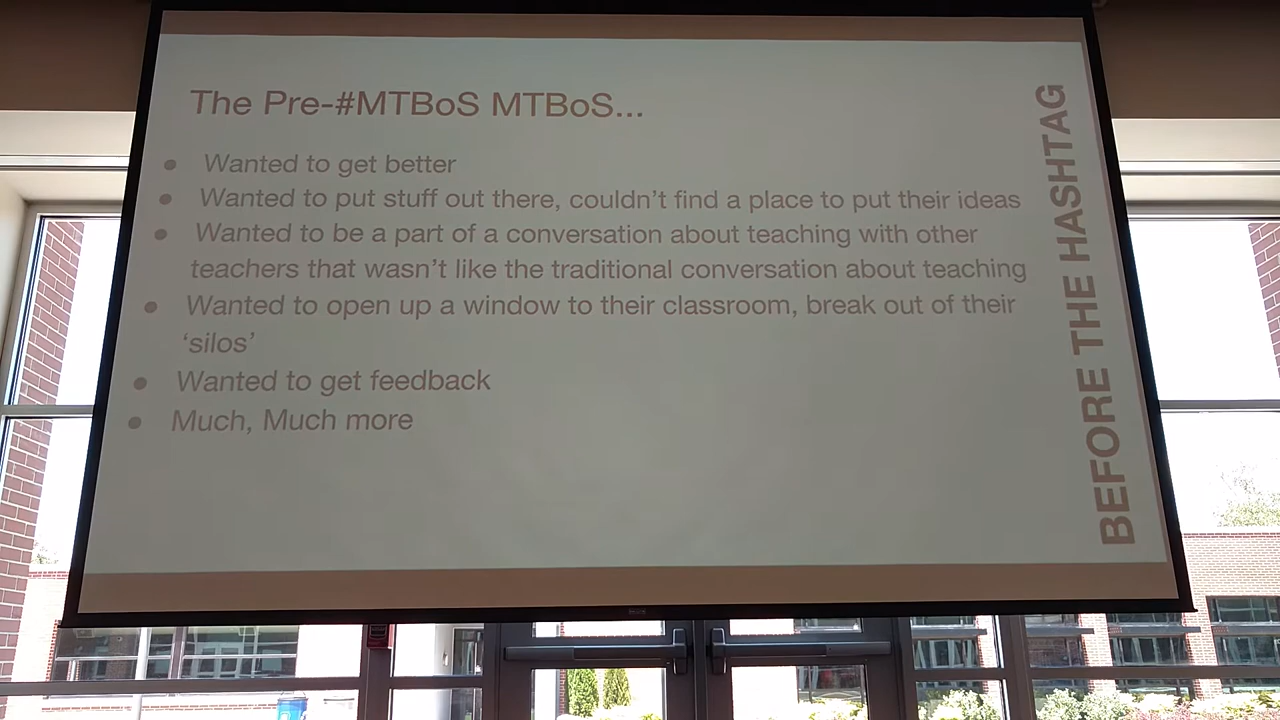 The Pre-#MTBoS MTBoS...
● Wanted to get better
● Wanted to put stuff out there, couldn't find a place to put their ideas
● Wanted to be a part of a conversation about teaching with other
teachers that wasn't like the traditional conversation about teaching
● Wanted to open up a window to their classroom, break out of their
‘silos’
● Wanted to get feedback
● Much, Much more
BEFORE THE HASHTAG